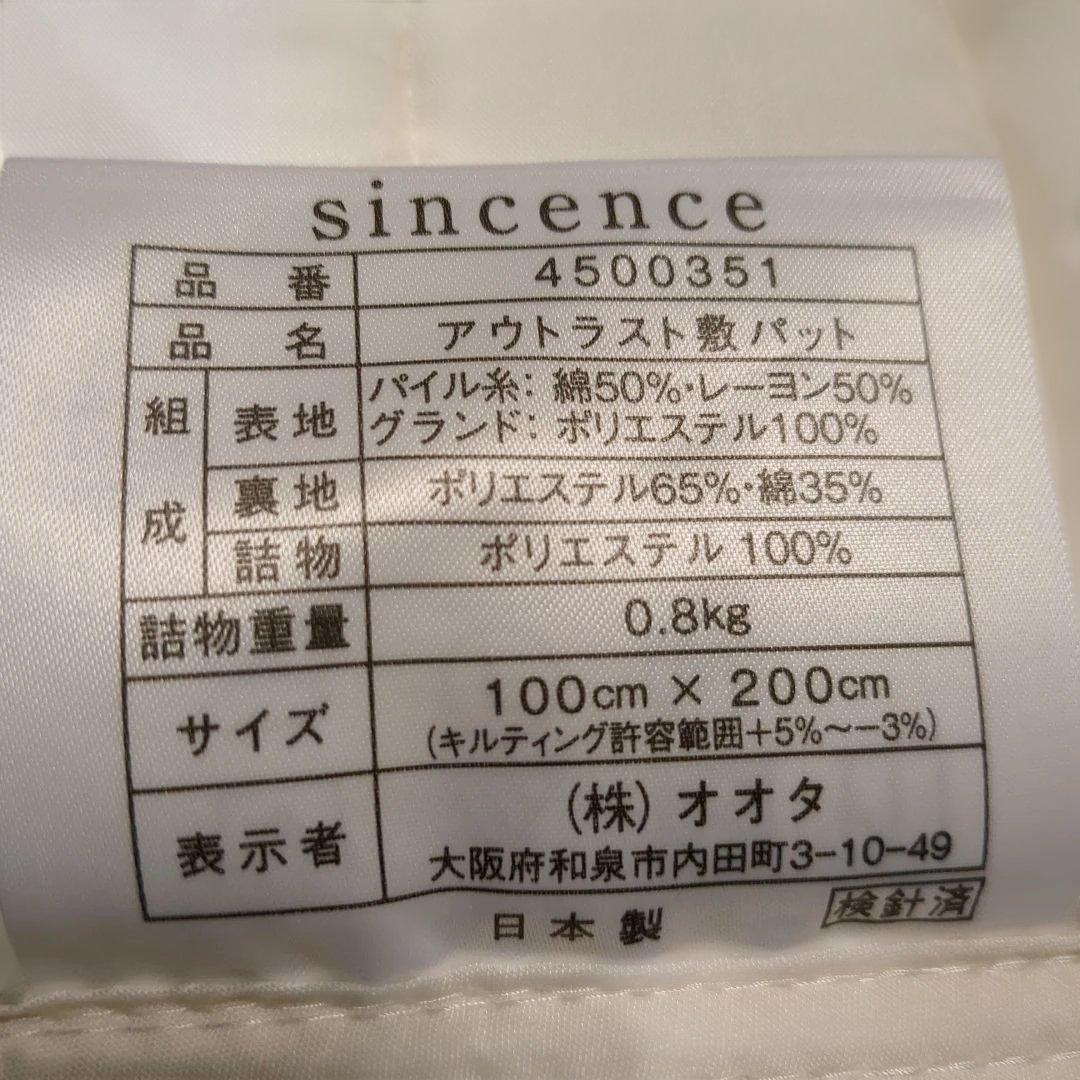 sincence
品番 4500351
品名 アウトラスト敷パット
組成 表地 パイル糸：綿50%・レーヨン50%
グランド：ポリエステル100%
裏地 ポリエステル65%・綿35%
詰物 ポリエステル 100%
詰物重量 0.8kg
サイズ 100cm × 200cm
(キルティング許容範囲+5%〜−3%)
表示者 (株) オオタ
大阪府和泉市内田町3-10-49
日本製 検針済